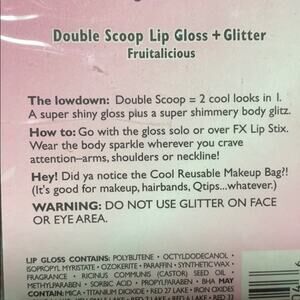 Double Scoop Lip Gloss + Glitter
Fruitalicious
The lowdown: Double Scoop = 2 cool looks in 1.
A super shiny gloss plus a super shimmery body glitz.
How to: Go with the gloss solo or over FX Lip Stix.
Wear the body sparkle wherever you crave
attention–arms, shoulders or neckline!
Hey! Did ya notice the Cool Reusable Makeup Bag?!
(It's good for makeup, hairbands, Qtips...whatever.)
WARNING: DO NOT USE GLITTER ON FACE
OR EYE AREA.
LIP GLOSS CONTAINS: POLYBUTENE • OCTYLDODECANOL •
ISOPROPYL MYRISTATE • OZOKERITE • PARAFFIN • SYNTHETIC WAX •
FRAGRANCE • RICINUS COMMUNIS (CASTOR) SEED OIL •
METHYLPARABEN • SORBIC ACID • PROPYLPARABEN • BHA MAY
CONTAIN: MICA • TITANIUM DIOXIDE • RED 27 LAKE • IRON OXIDES